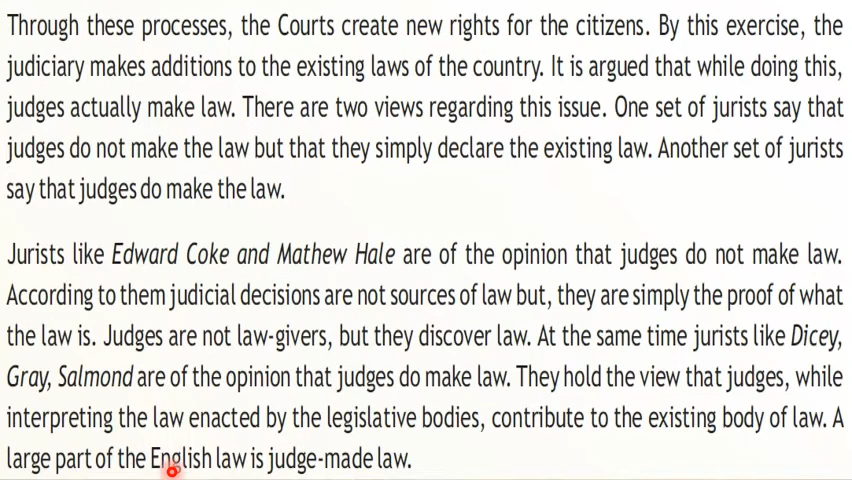 Through these processes, the Courts create new rights for the citizens. By this exercise, the
judiciary makes additions to the existing laws of the country. It is argued that while doing this,
judges actually make law. There are two views regarding this issue. One set of jurists say that
judges do not make the law but that they simply declare the existing law. Another set of jurists
say that judges do make the law.
Jurists like Edward Coke and Mathew Hale are of the opinion that judges do not make law.
According to them judicial decisions are not sources of law but, they are simply the proof of what
the law is. Judges are not law-givers, but they discover law. At the same time jurists like Dicey,
Gray, Salmond are of the opinion that judges do make law. They hold the view that judges, while
interpreting the law enacted by the legislative bodies, contribute to the existing body of law. A
large part of the English law is judge-made law.